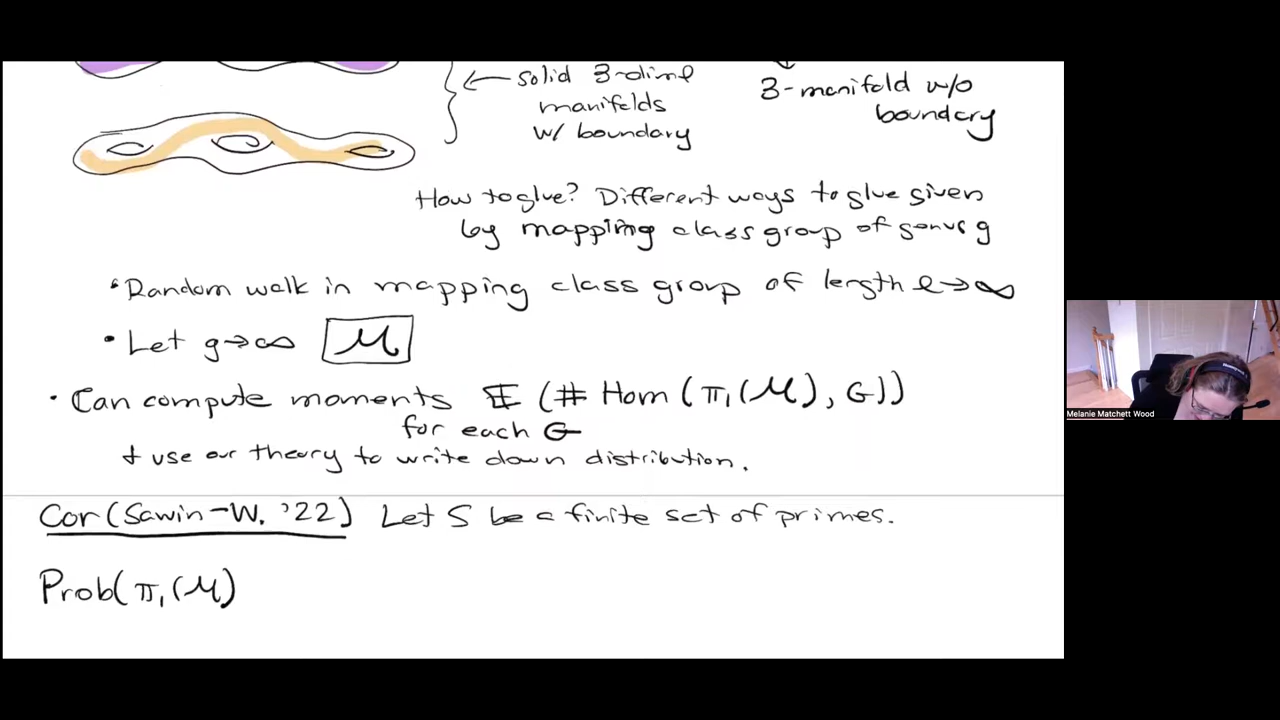 solid 3-dim'l
manifolds
w/ boundary
3-manifold w/o
boundary
How to glue? Different ways to glue given
by mapping class group of genus g
• Random walk in mapping class group of length ℓ→∞
• Let g→∞ M
• Can compute moments E (# Hom (π₁(M), G))
for each G
+ use our theory to write down distribution.
Cor (Sawin-W. '22) Let S be a finite set of primes.
Prob(π₁(M)
Melanie Matchett Wood